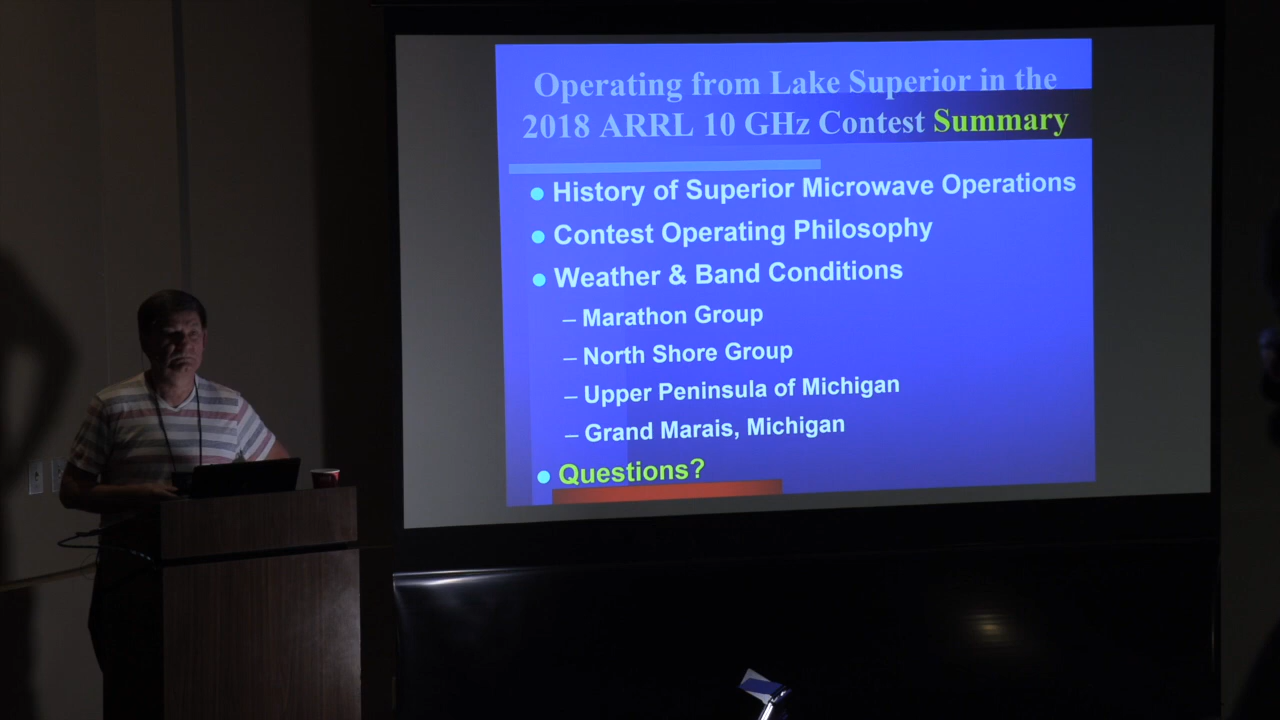 Operating from Lake Superior in the
2018 ARRL 10 GHz Contest Summary
● History of Superior Microwave Operations
● Contest Operating Philosophy
● Weather & Band Conditions
– Marathon Group
– North Shore Group
– Upper Peninsula of Michigan
– Grand Marais, Michigan
● Questions?